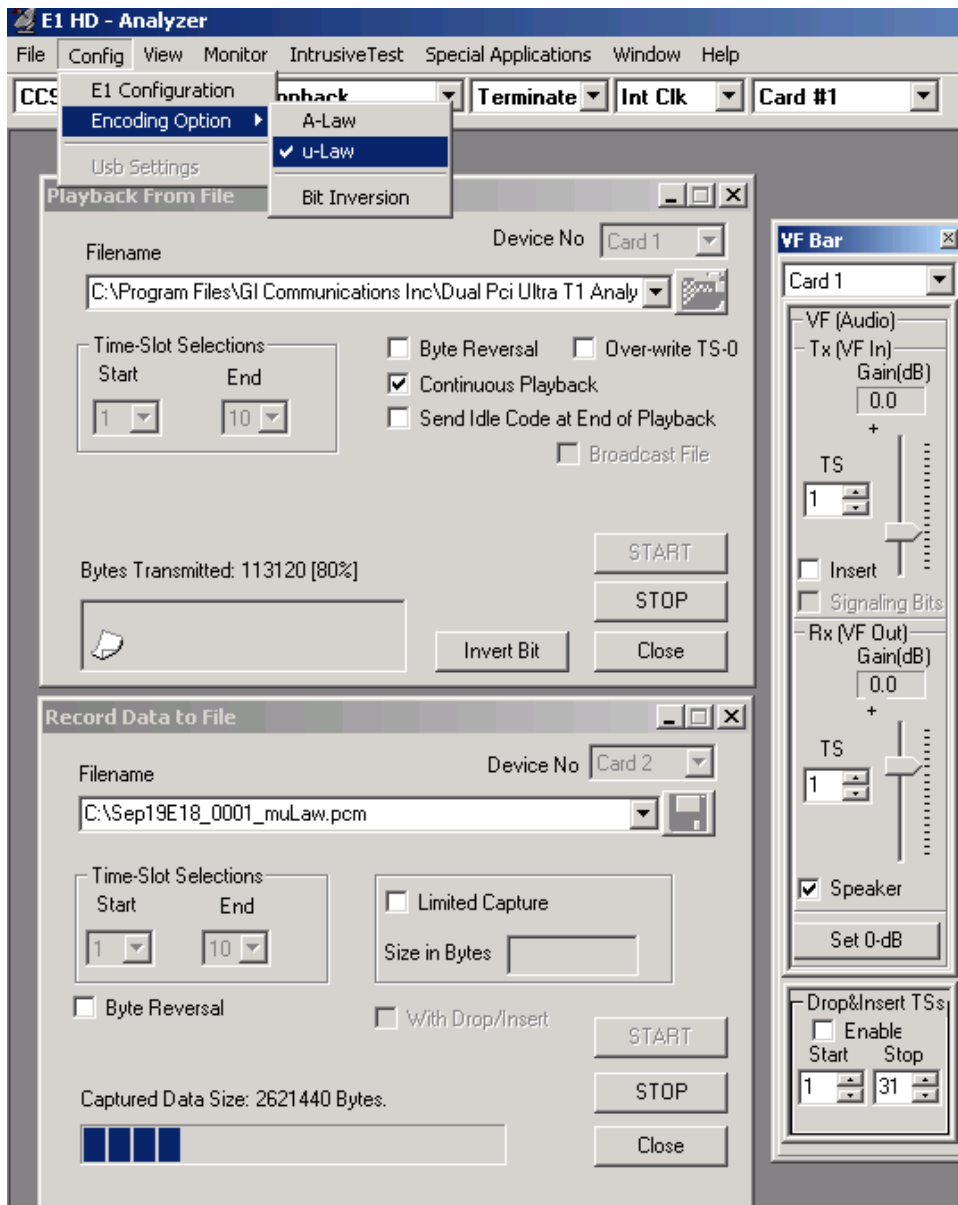 E1 HD - Analyzer
File Config View Monitor IntrusiveTest Special Applications Window Help
Terminate Int Clk Card #1
E1 Configuration
Encoding Option
Usb Settings
A-Law
u-Law
Bit Inversion
Playback From File
Device No Card 1
Filename
C:\Program Files\Gl Communications Inc\Dual Pci Ultra T1 Analy
Time-Slot Selections
Start End
1 10
Byte Reversal Over-write TS-0
Continuous Playback
Send Idle Code at End of Playback
Broadcast File
Bytes Transmitted: 113120 [80%]
START
STOP
Invert Bit Close
Record Data to File
Device No Card 2
Filename
C:\Sep19E18_0001_muLaw.pcm
Time-Slot Selections
Start End
1 10
Limited Capture
Size in Bytes
Byte Reversal
With Drop/Insert
START
Captured Data Size: 2621440 Bytes.
STOP
Close
VF Bar
Card 1
VF (Audio)
Tx (VF In)
Gain(dB)
0.0
+
TS
1
-
Insert
Signaling Bits
Rx (VF Out)
Gain(dB)
0.0
+
TS
1
-
Speaker
Set 0-dB
Drop&Insert TSs
Enable
Start Stop
1 31